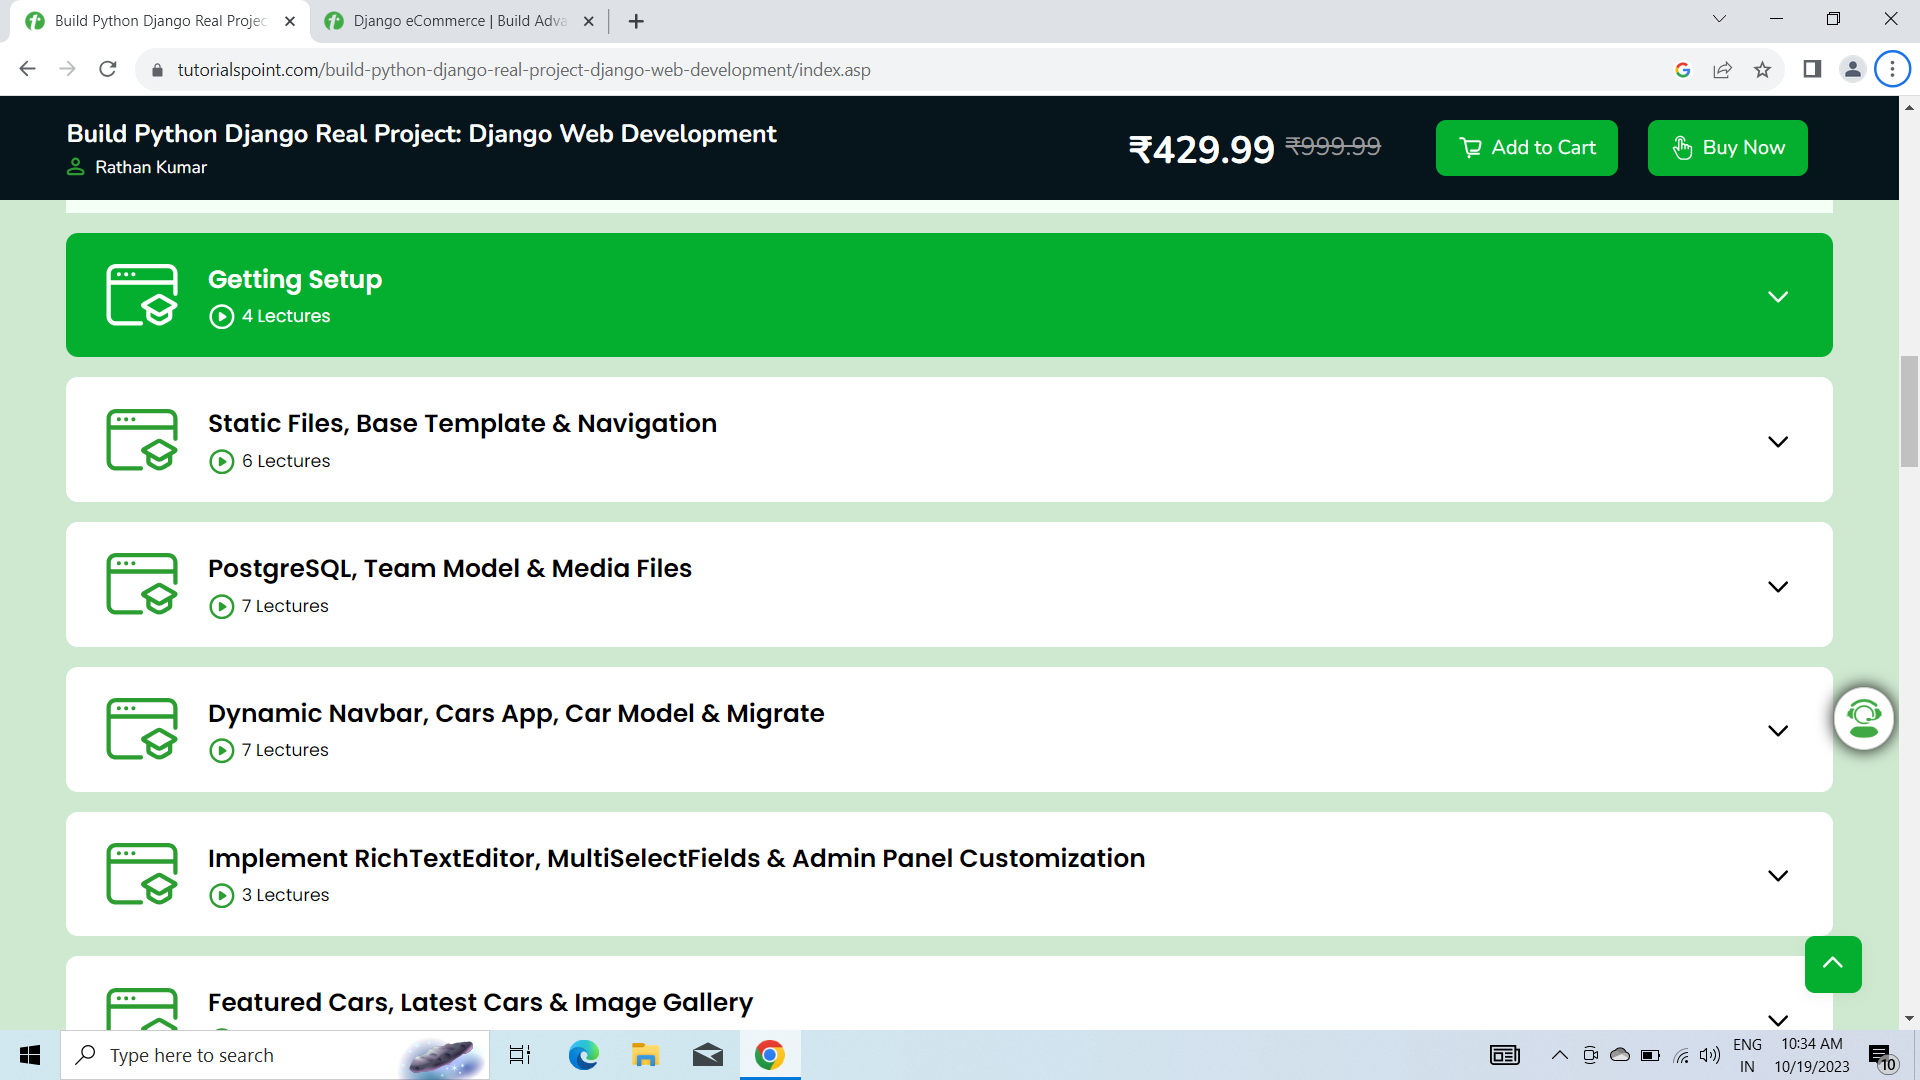 Build Python Django Real Projec
Django eCommerce | Build Adva
tutorialspoint.com/build-python-django-real-project-django-web-development/index.asp
Build Python Django Real Project: Django Web Development
Rathan Kumar
₹429.99 ₹999.99
Add to Cart
Buy Now
Getting Setup
4 Lectures
Static Files, Base Template & Navigation
6 Lectures
PostgreSQL, Team Model & Media Files
7 Lectures
Dynamic Navbar, Cars App, Car Model & Migrate
7 Lectures
Implement RichTextEditor, MultiSelectFields & Admin Panel Customization
3 Lectures
Featured Cars, Latest Cars & Image Gallery
Type here to search
ENG
IN
10:34 AM
10/19/2023
10